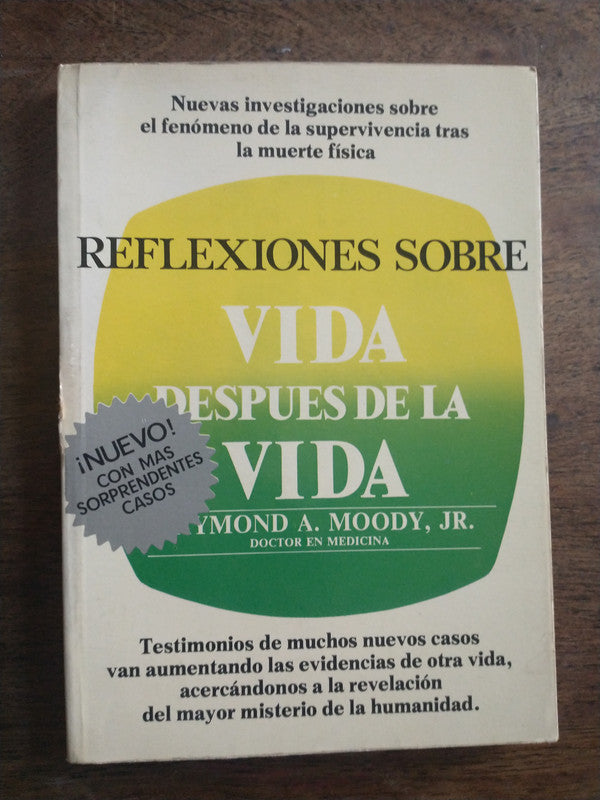 Nuevas investigaciones sobre
el fenómeno de la supervivencia tras
la muerte física
REFLEXIONES SOBRE
VIDA
DESPUES DE LA
VIDA
¡NUEVO!
CON MAS
SORPRENDENTES
CASOS
YMOND A. MOODY, JR.
DOCTOR EN MEDICINA
Testimonios de muchos nuevos casos
van aumentando las evidencias de otra vida,
acercándonos a la revelación
del mayor misterio de la humanidad.